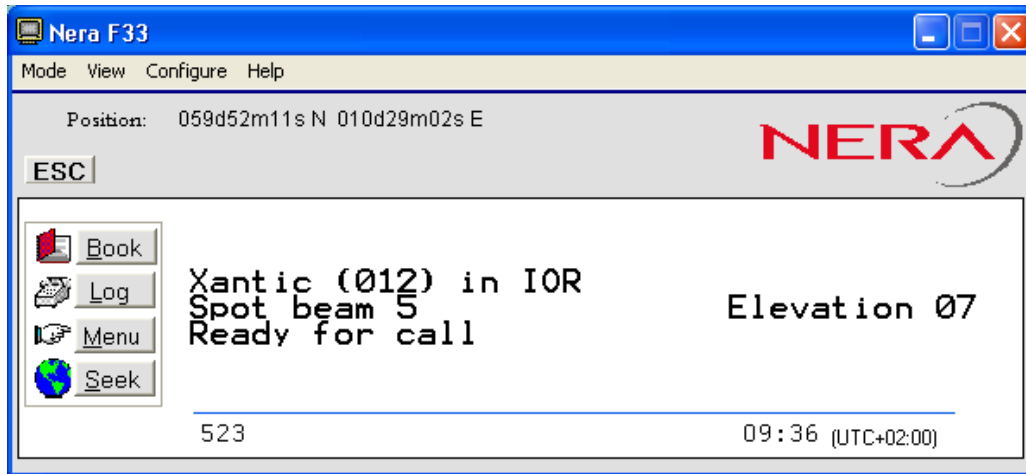 Nera F33
Mode View Configure Help
Position: 059d52m11s N 010d29m02s E
NERA
ESC
Book
Log
Menu
Seek
Xantic (012) in IOR
Spot beam 5
Ready for call
Elevation 07
523
09:36 (UTC+02:00)